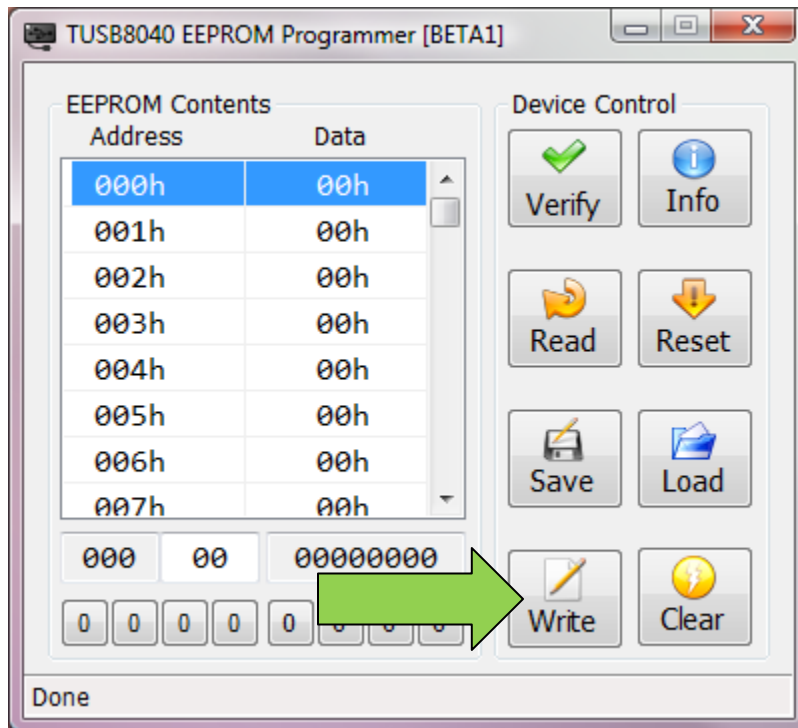 TUSB8040 EEPROM Programmer [BETA1]
EEPROM Contents
Address Data
000h 00h
001h 00h
002h 00h
003h 00h
004h 00h
005h 00h
006h 00h
007h 00h
000 00 00000000
0 0 0 0 0 0 0 0
Device Control
Verify Info
Read Reset
Save Load
Write Clear
Done